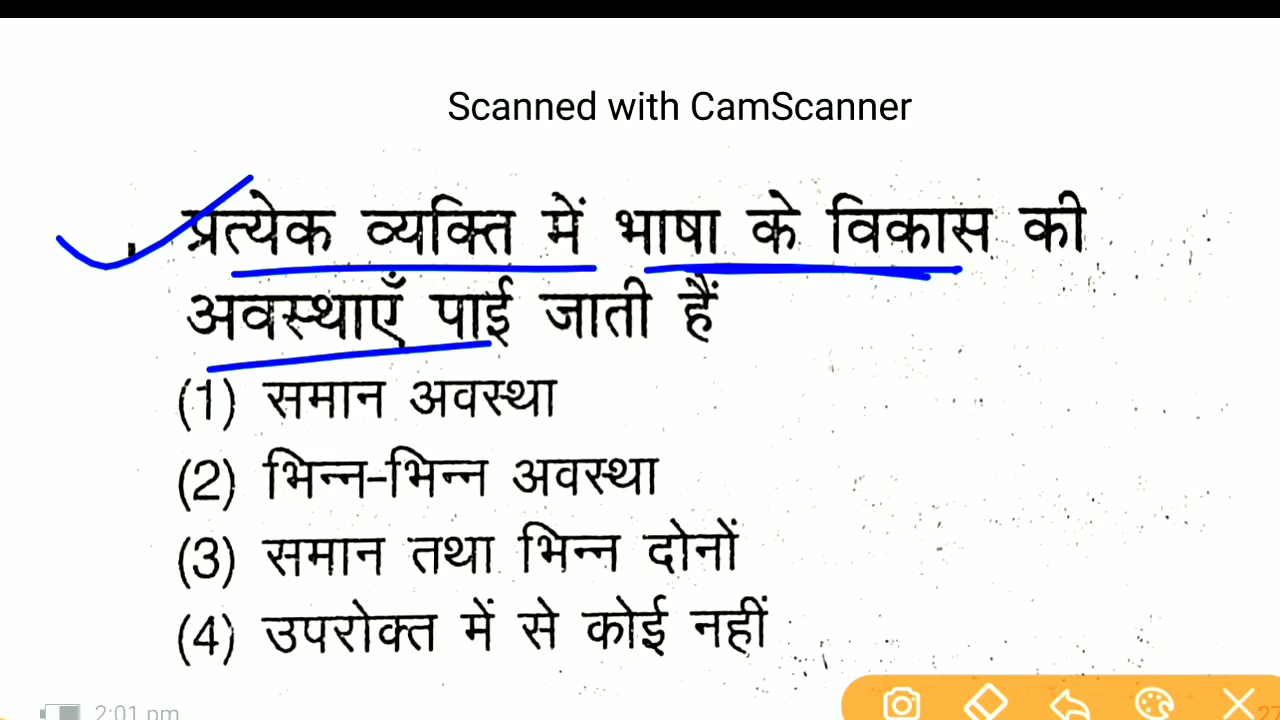 Scanned with CamScanner
प्रत्येक व्यक्ति में भाषा के विकास की
अवस्थाएँ पाई जाती हैं
(1) समान अवस्था
(2) भिन्न-भिन्न अवस्था
(3) समान तथा भिन्न दोनों
(4) उपरोक्त में से कोई नहीं
2:01 pm
27